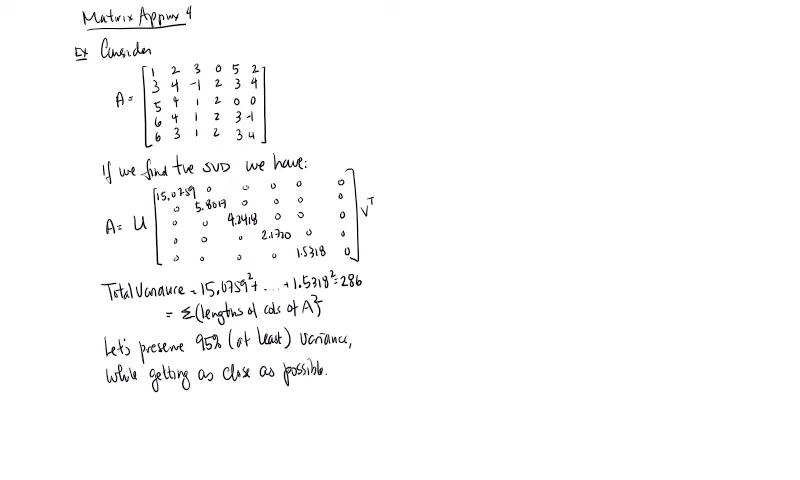 Matrix Approx 4
Ex Consider
A = [1 2 3 0 5 2
3 4 -1 2 3 4
5 4 1 2 0 0
6 4 1 2 3 -1
6 3 1 2 3 4]
If we find the SVD we have:
A = U [15.0759 0 0 0 0 0
0 5.8017 0 0 0 0
0 0 4.2418 0 0 0
0 0 0 2.1720 0 0
0 0 0 0 1.5318 0] V^T
Total Variance = 15.0759² + ... + 1.5318² = 286
= Σ(lengths of cols of A)²
Let's preserve 95% (at least) variance,
while getting as close as possible.